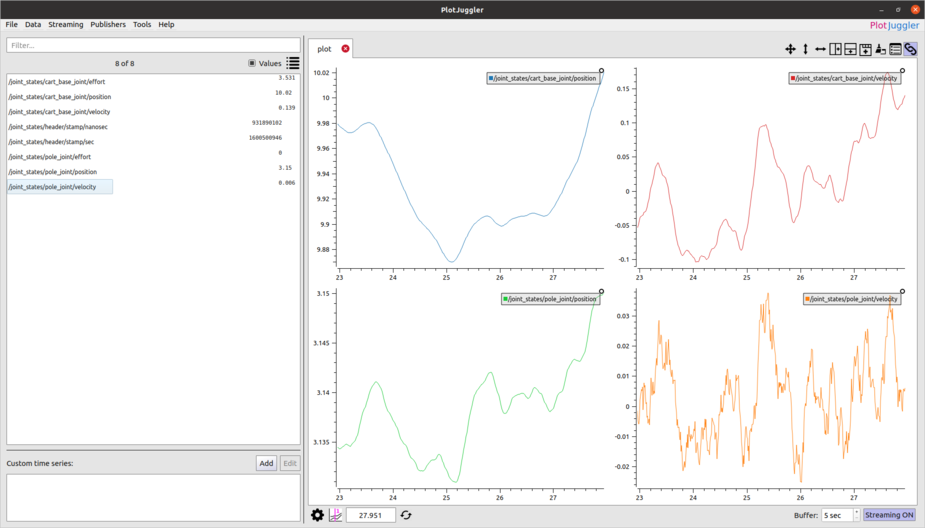 PlotJuggler
File Data Streaming Publishers Tools Help
PlotJuggler
Filter...
8 of 8
Values
/joint_states/cart_base_joint/effort 3.531
/joint_states/cart_base_joint/position 10.02
/joint_states/cart_base_joint/velocity 0.139
/joint_states/header/stamp/nanosec 931890102
/joint_states/header/stamp/sec 1600500946
/joint_states/pole_joint/effort 0
/joint_states/pole_joint/position 3.15
/joint_states/pole_joint/velocity 0.006
Custom time series:
Add
Edit
plot
/joint_states/cart_base_joint/position
10.02
10
9.98
9.96
9.94
9.92
9.9
9.88
23 24 25 26 27
/joint_states/cart_base_joint/velocity
0.15
0.1
0.05
0
-0.05
-0.1
23 24 25 26 27
/joint_states/pole_joint/position
3.15
3.145
3.14
3.135
23 24 25 26 27
/joint_states/pole_joint/velocity
0.03
0.02
0.01
0
-0.01
-0.02
23 24 25 26 27
27.951
Buffer: 5 sec
Streaming ON